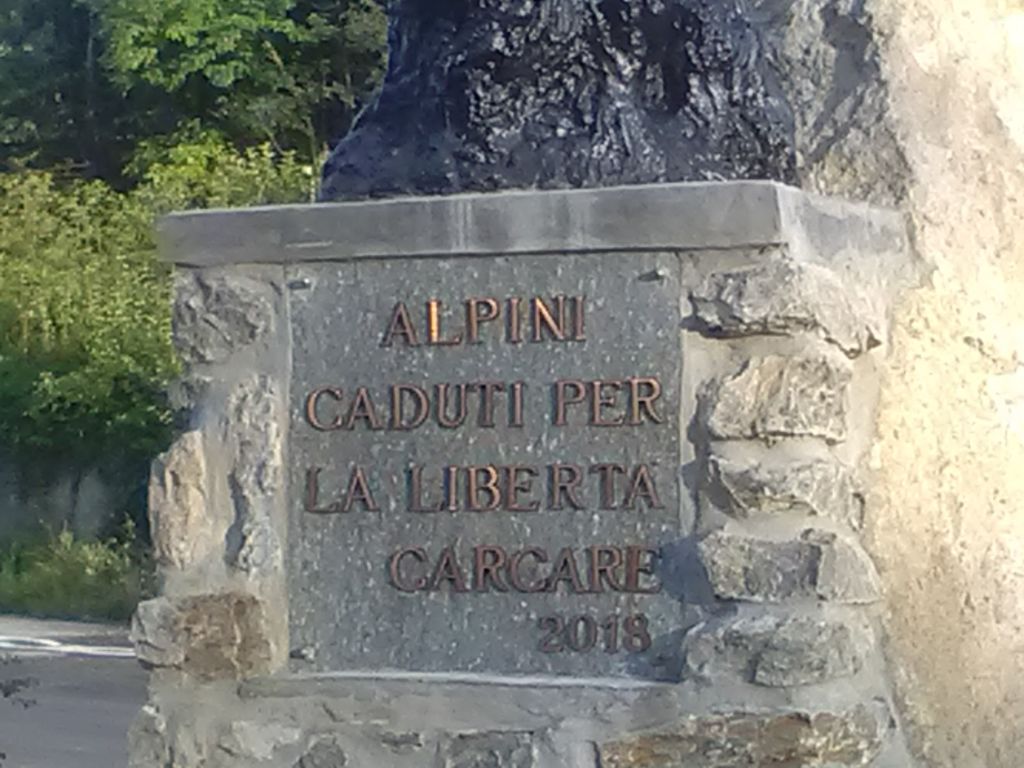 ALPINI
CADUTI PER
LA LIBERTA
CARCARE
2018